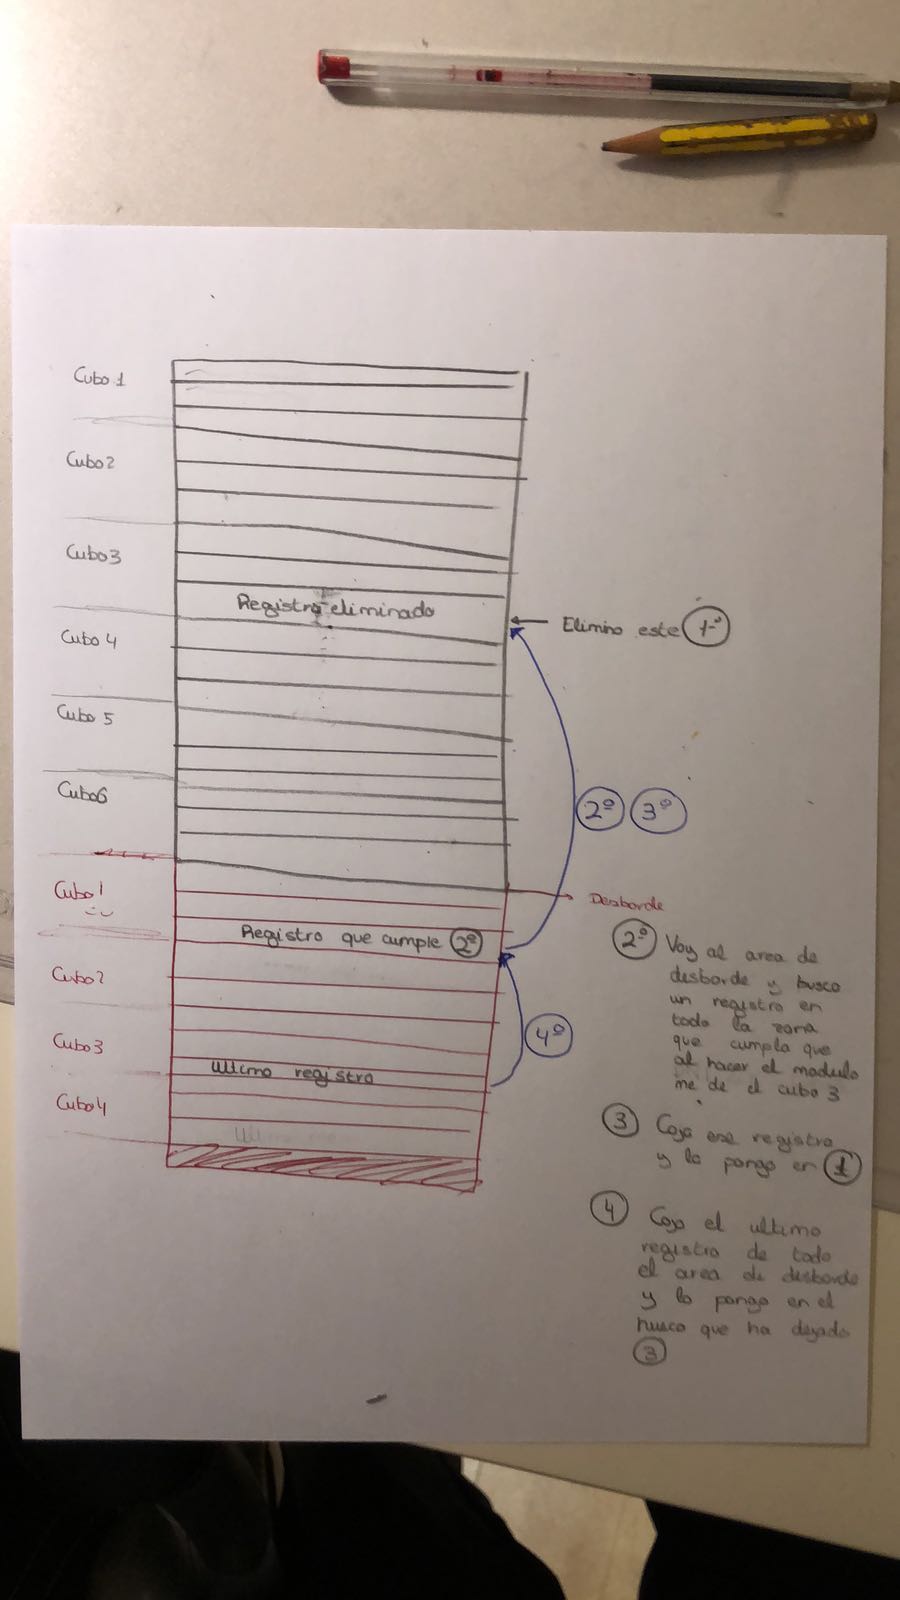 Cubo 1
Cubo 2
Cubo 3
Registro eliminado
Elimino este 1º
Cubo 4
Cubo 5
Cubo 6
2º 3º
Cubo 1
Desborde
Registro que cumple 2º
Cubo 2
4º
Cubo 3
Ultimo registro
Cubo 4
2º Voy al area de
desborde y busco
un registro en
toda la zona
que cumpla que
al hacer el modulo
me de el cubo 3
3 Cojo ese registro
y lo pongo en 1
4 Cojo el ultimo
registro de todo
el area de desborde
y lo pongo en el
hueco que ha dejado
3